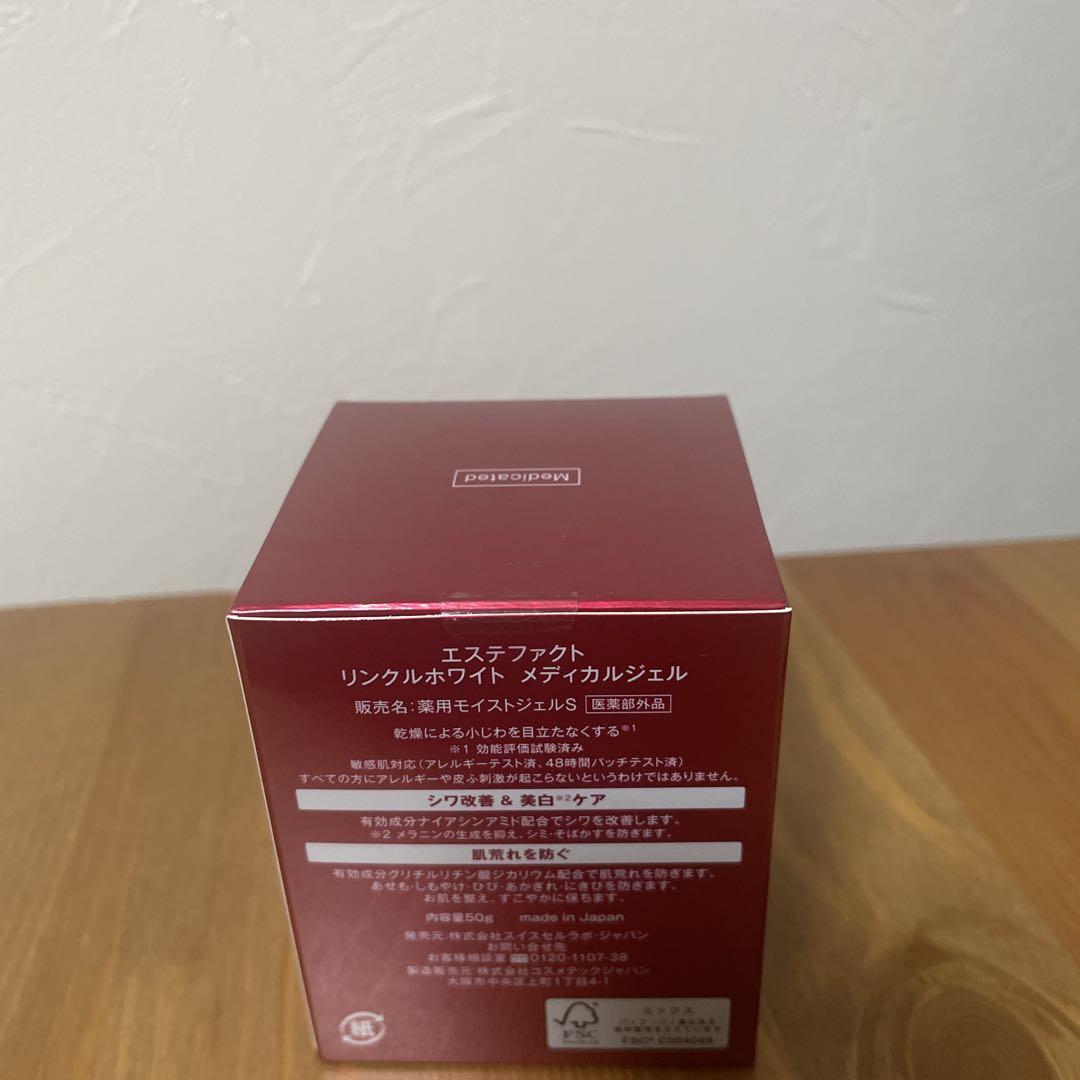 Medicated
エステファクト
リンクルホワイト メディカルジェル
販売名:薬用モイストジェルS 医薬部外品
乾燥による小じわを目立たなくする※1
※1 効能評価試験済み
敏感肌対応(アレルギーテスト済、48時間パッチテスト済)
すべての方にアレルギーや皮ふ刺激が起こらないというわけではありません。
シワ改善 & 美白※2ケア
有効成分ナイアシンアミド配合でシワを改善します。
※2 メラニンの生成を抑え、シミ・そばかすを防ぎます。
肌荒れを防ぐ
有効成分グリチルリチン酸ジカリウム配合で肌荒れを防ぎます。
あせも・しもやけ・ひび・あかぎれ・にきびを防ぎます。
お肌を整え、すこやかに保ちます。
内容量50g made in Japan
発売元:株式会社スイスセルラボ・ジャパン
お問い合せ先
お客様相談室 0120-1107-38
製造販売元 株式会社コスメテックジャパン
大阪市中央区上町1丁目4-1
紙
FSC
ミックス
FSC® C004049